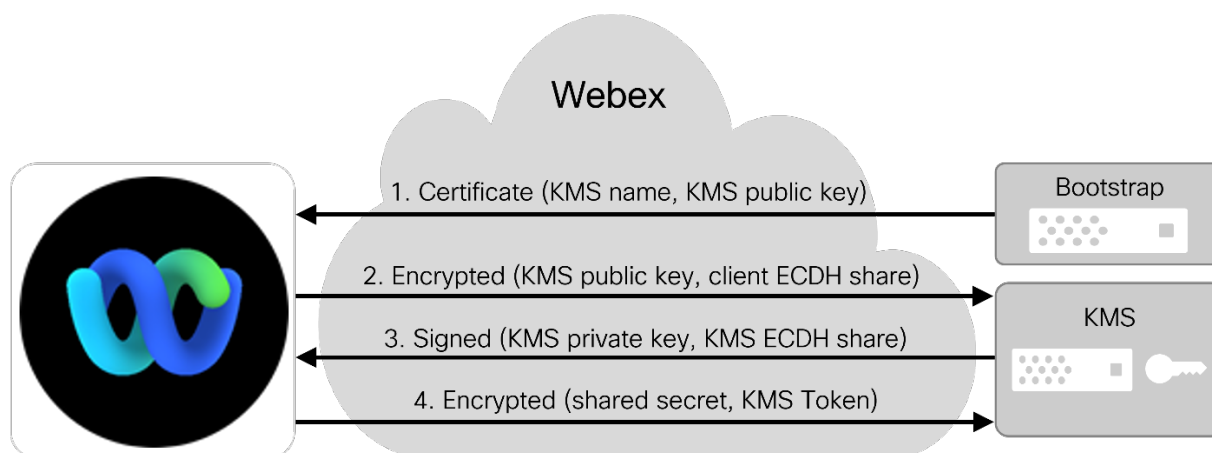 Webex
1. Certificate (KMS name, KMS public key)
Bootstrap
2. Encrypted (KMS public key, client ECDH share)
KMS
3. Signed (KMS private key, KMS ECDH share)
4. Encrypted (shared secret, KMS Token)